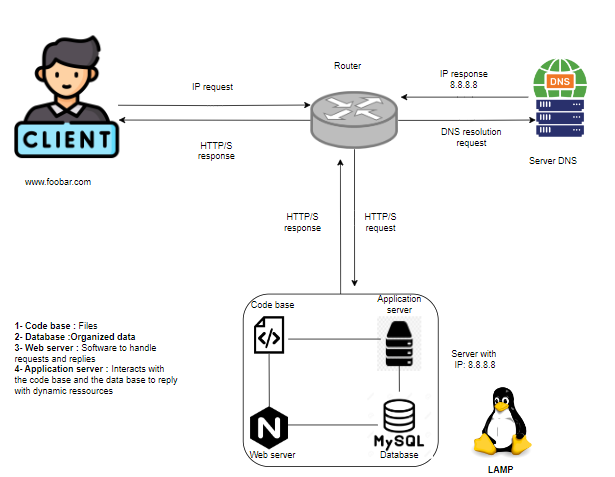 Router
IP response
8.8.8.8
DNS
IP request
CLIENT
HTTP/S
response
DNS resolution
request
Server DNS
www.foobar.com
HTTP/S
response
HTTP/S
request
Code base
Application
server
</>
1- Code base : Files
2- Database :Organized data
3- Web server : Software to handle
requests and replies
4- Application server : Interacts with
the code base and the data base to reply
with dynamic ressources
Server with
IP: 8.8.8.8
N
MySQL
Web server
Database
LAMP